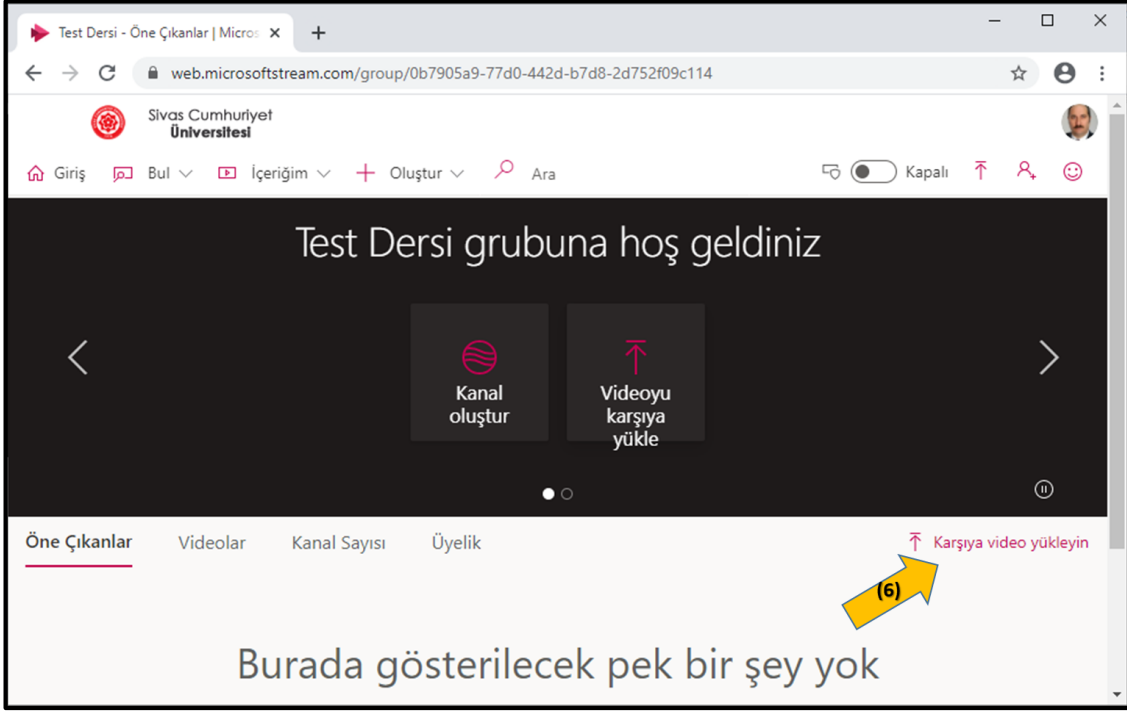 Test Dersi - Öne Çıkanlar | Micros
web.microsoftstream.com/group/0b7905a9-77d0-442d-b7d8-2d752f09c114
Sivas Cumhuriyet
Üniversitesi
Giriş Bul İçeriğim Oluştur Ara Kapalı
Test Dersi grubuna hoş geldiniz
Kanal
oluştur
Videoyu
karşıya
yükle
Öne Çıkanlar Videolar Kanal Sayısı Üyelik Karşıya video yükleyin
(6)
Burada gösterilecek pek bir şey yok